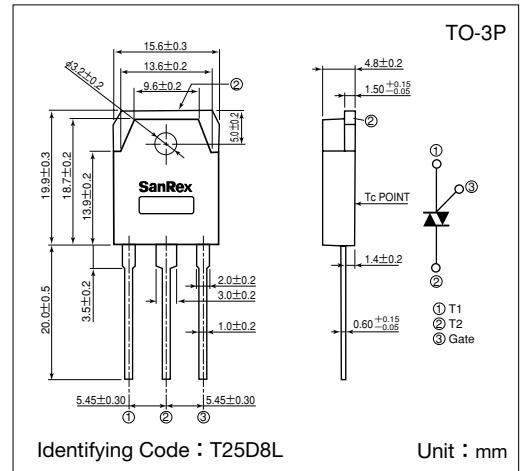 TO-3P
15.6±0.3
13.6±0.2
9.6±0.2
φ3.2±0.2
②
5.0±0.2
19.9±0.3
18.7±0.2
13.9±0.2
SanRex
20.0±0.5
3.5±0.2
2.0±0.2
3.0±0.2
1.0±0.2
5.45±0.30
5.45±0.30
①
②
③
4.8±0.2
1.50 +0.15 -0.05
②
Tc POINT
1.4±0.2
0.60 +0.15 -0.05
①
③
②
① T1
② T2
③ Gate
Identifying Code：T25D8L
Unit：mm